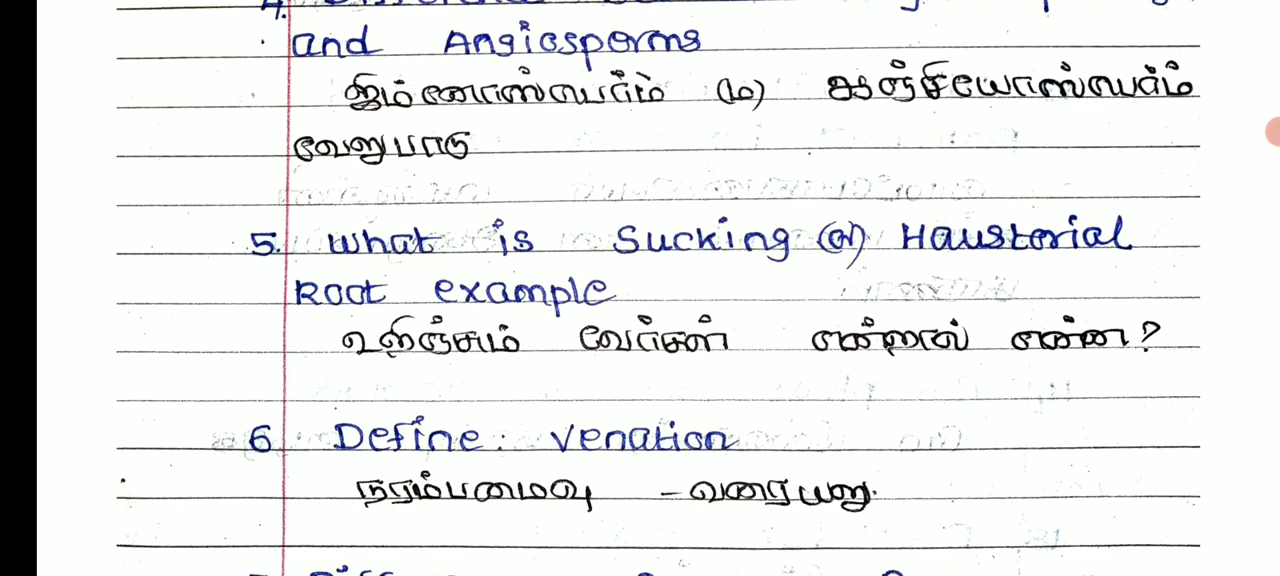 4.
and Angiosperms
ஜிம்னோஸ்பெர்ம் (ம) ஆஞ்சியோஸ்பெர்ம்
வேறுபாடு
5. What is Sucking (or) Haustorial
Root example
உறிஞ்சும் வேர்கள் என்றால் என்ன?
6 Define : Venation
நரம்பமைவு - வரையறு.